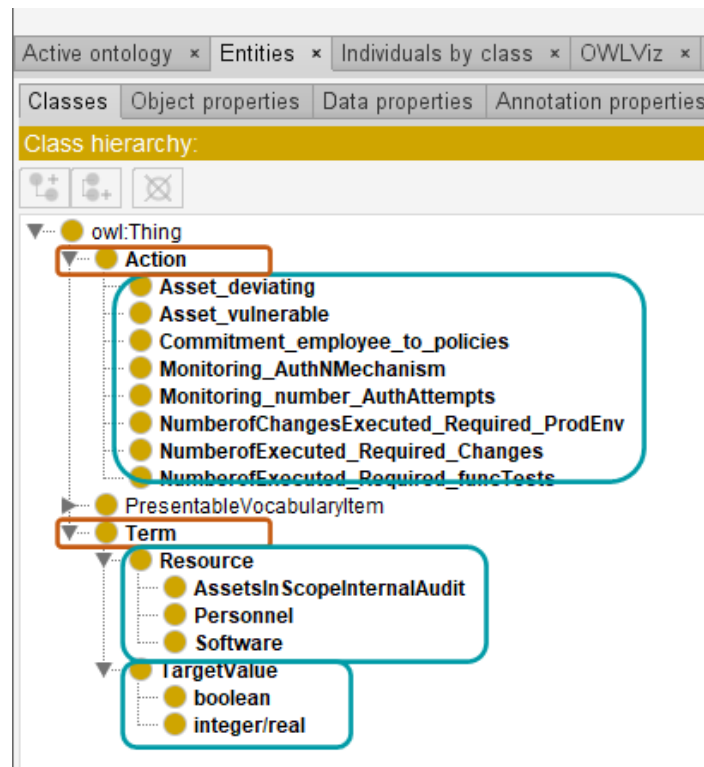 Active ontology × Entities × Individuals by class × OWLViz ×
Classes Object properties Data properties Annotation properties
Class hierarchy:
owl:Thing
Action
Asset_deviating
Asset_vulnerable
Commitment_employee_to_policies
Monitoring_AuthNMechanism
Monitoring_number_AuthAttempts
NumberofChangesExecuted_Required_ProdEnv
NumberofExecuted_Required_Changes
NumberofExecuted_Required_funcTests
PresentableVocabularyItem
Term
Resource
AssetsInScopeInternalAudit
Personnel
Software
TargetValue
boolean
integer/real